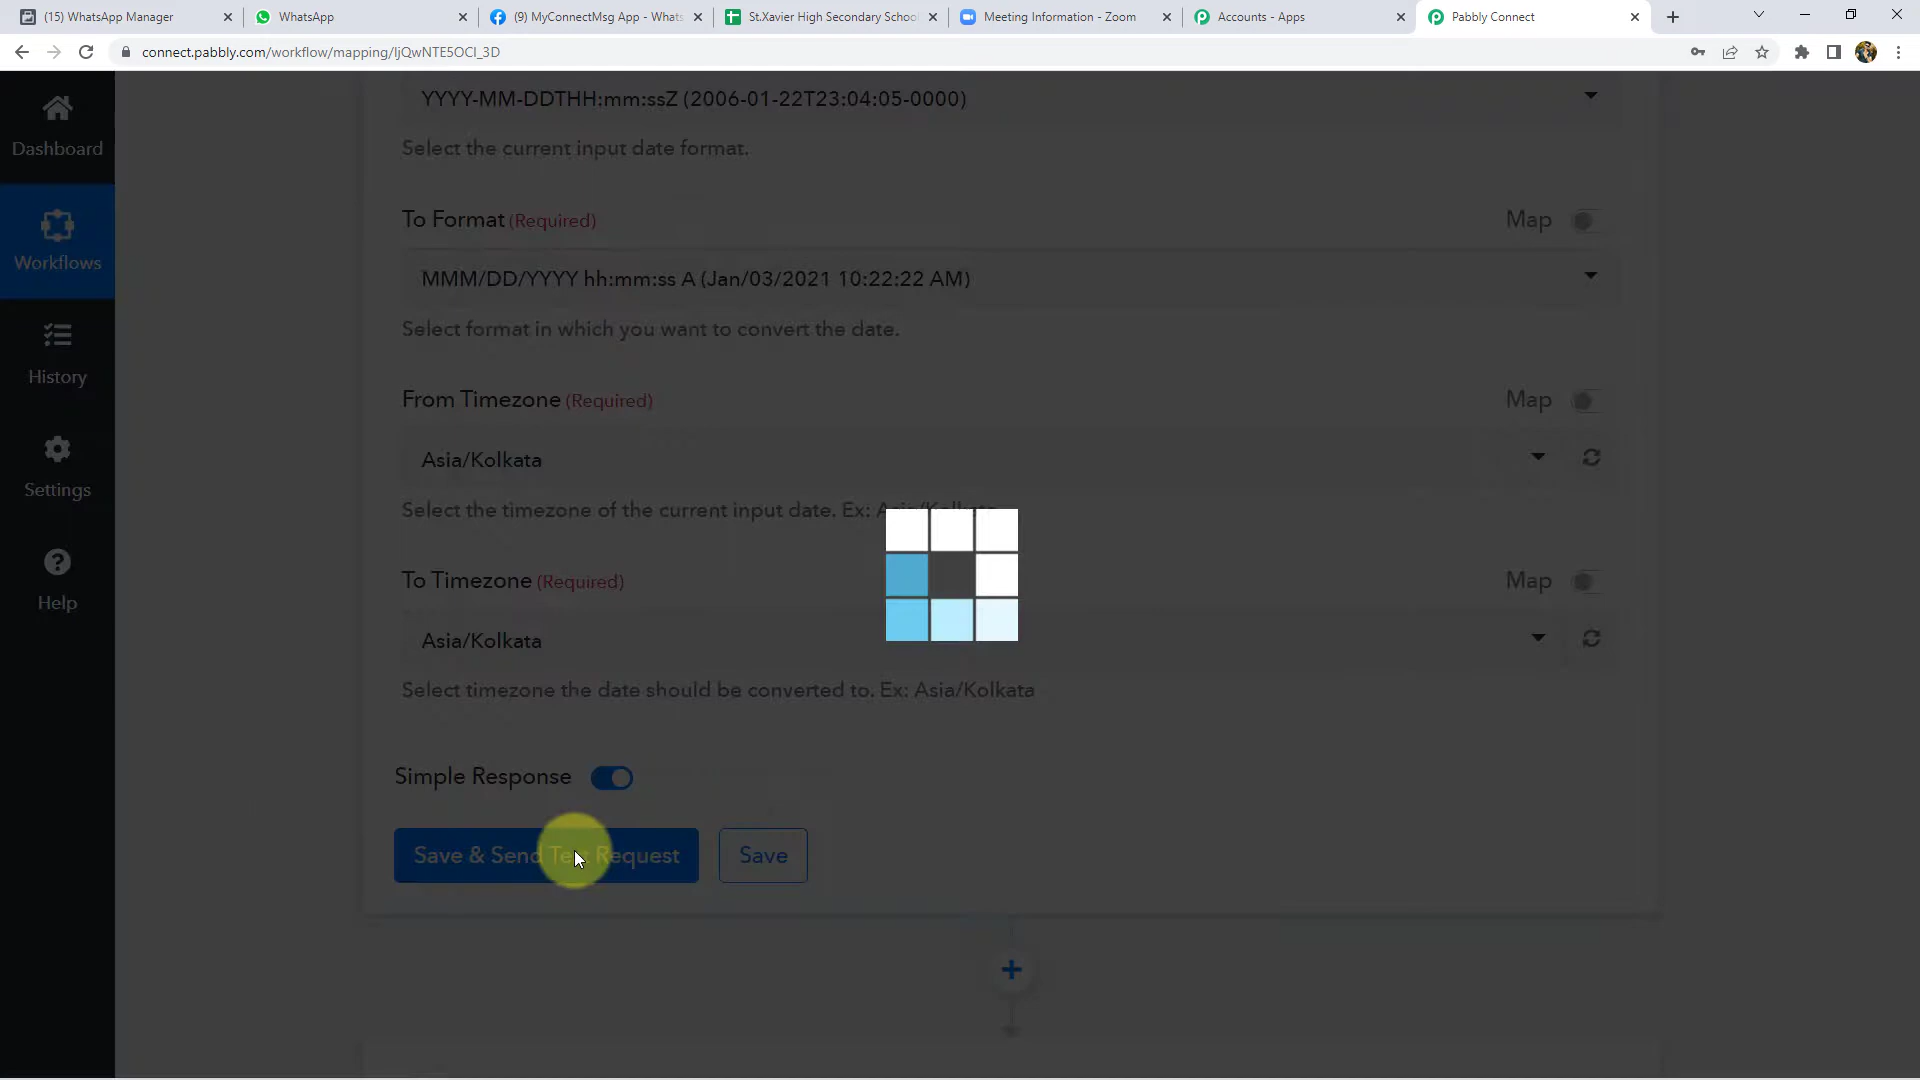 (15) WhatsApp Manager
WhatsApp
(9) MyConnectMsg App - Whats
St.Xavier High Secondary School
Meeting Information - Zoom
Accounts - Apps
Pabbly Connect
connect.pabbly.com/workflow/mapping/IjQwNTE5OCI_3D
YYYY-MM-DDTHH:mm:ssZ (2006-01-22T23:04:05-0000)
Dashboard
Select the current input date format.
To Format (Required)
Map
Workflows
MMM/DD/YYYY hh:mm:ss A (Jan/03/2021 10:22:22 AM)
Select format in which you want to convert the date.
History
From Timezone (Required)
Map
Asia/Kolkata
Settings
Select the timezone of the current input date. Ex: Asia/Kolkata
To Timezone (Required)
Map
Help
Asia/Kolkata
Select timezone the date should be converted to. Ex: Asia/Kolkata
Simple Response
Save & Send Test Request
Save